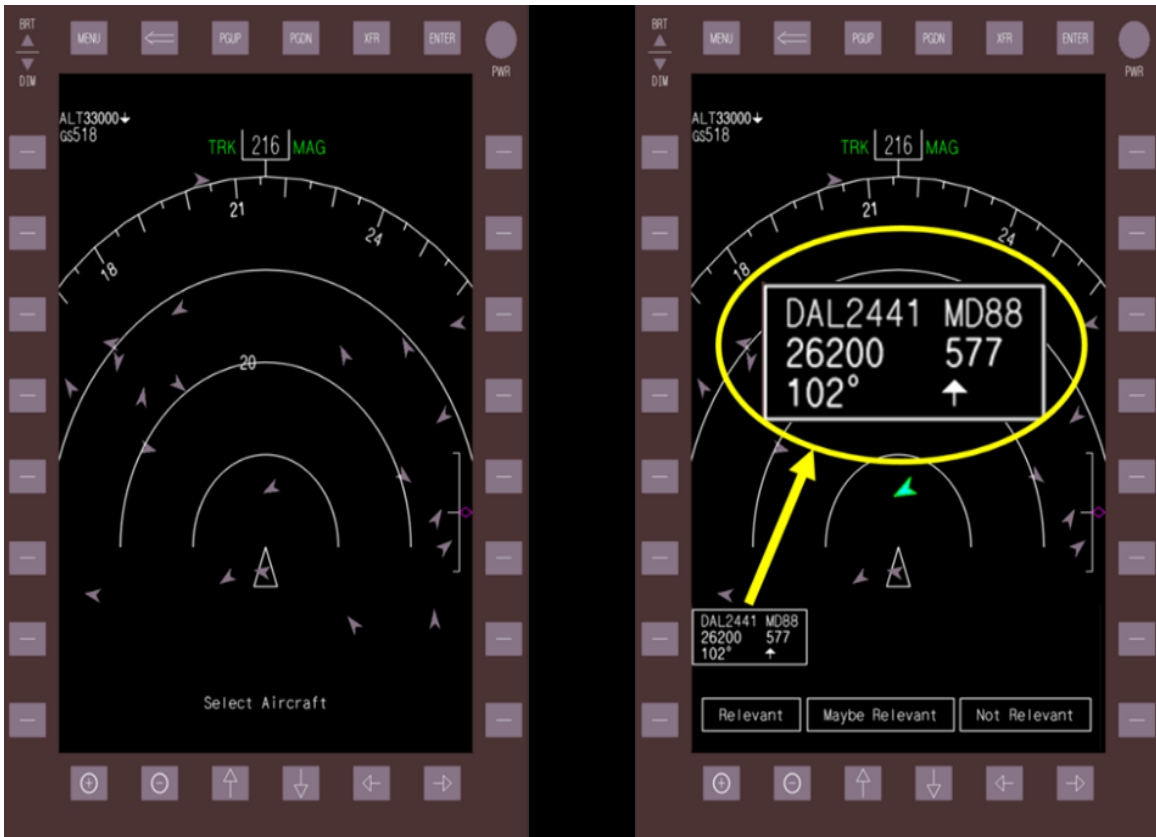 BRT
MENU PGUP PGDN XFR ENTER
DIM
PWR
ALT33000
GS518
TRK 216 MAG
21
24
18
20
Select Aircraft
BRT
MENU PGUP PGDN XFR ENTER
DIM
PWR
ALT33000
GS518
TRK 216 MAG
21
24
18
DAL2441 MD88
26200 577
102°
DAL2441 MD88
26200 577
102°
Relevant Maybe Relevant Not Relevant